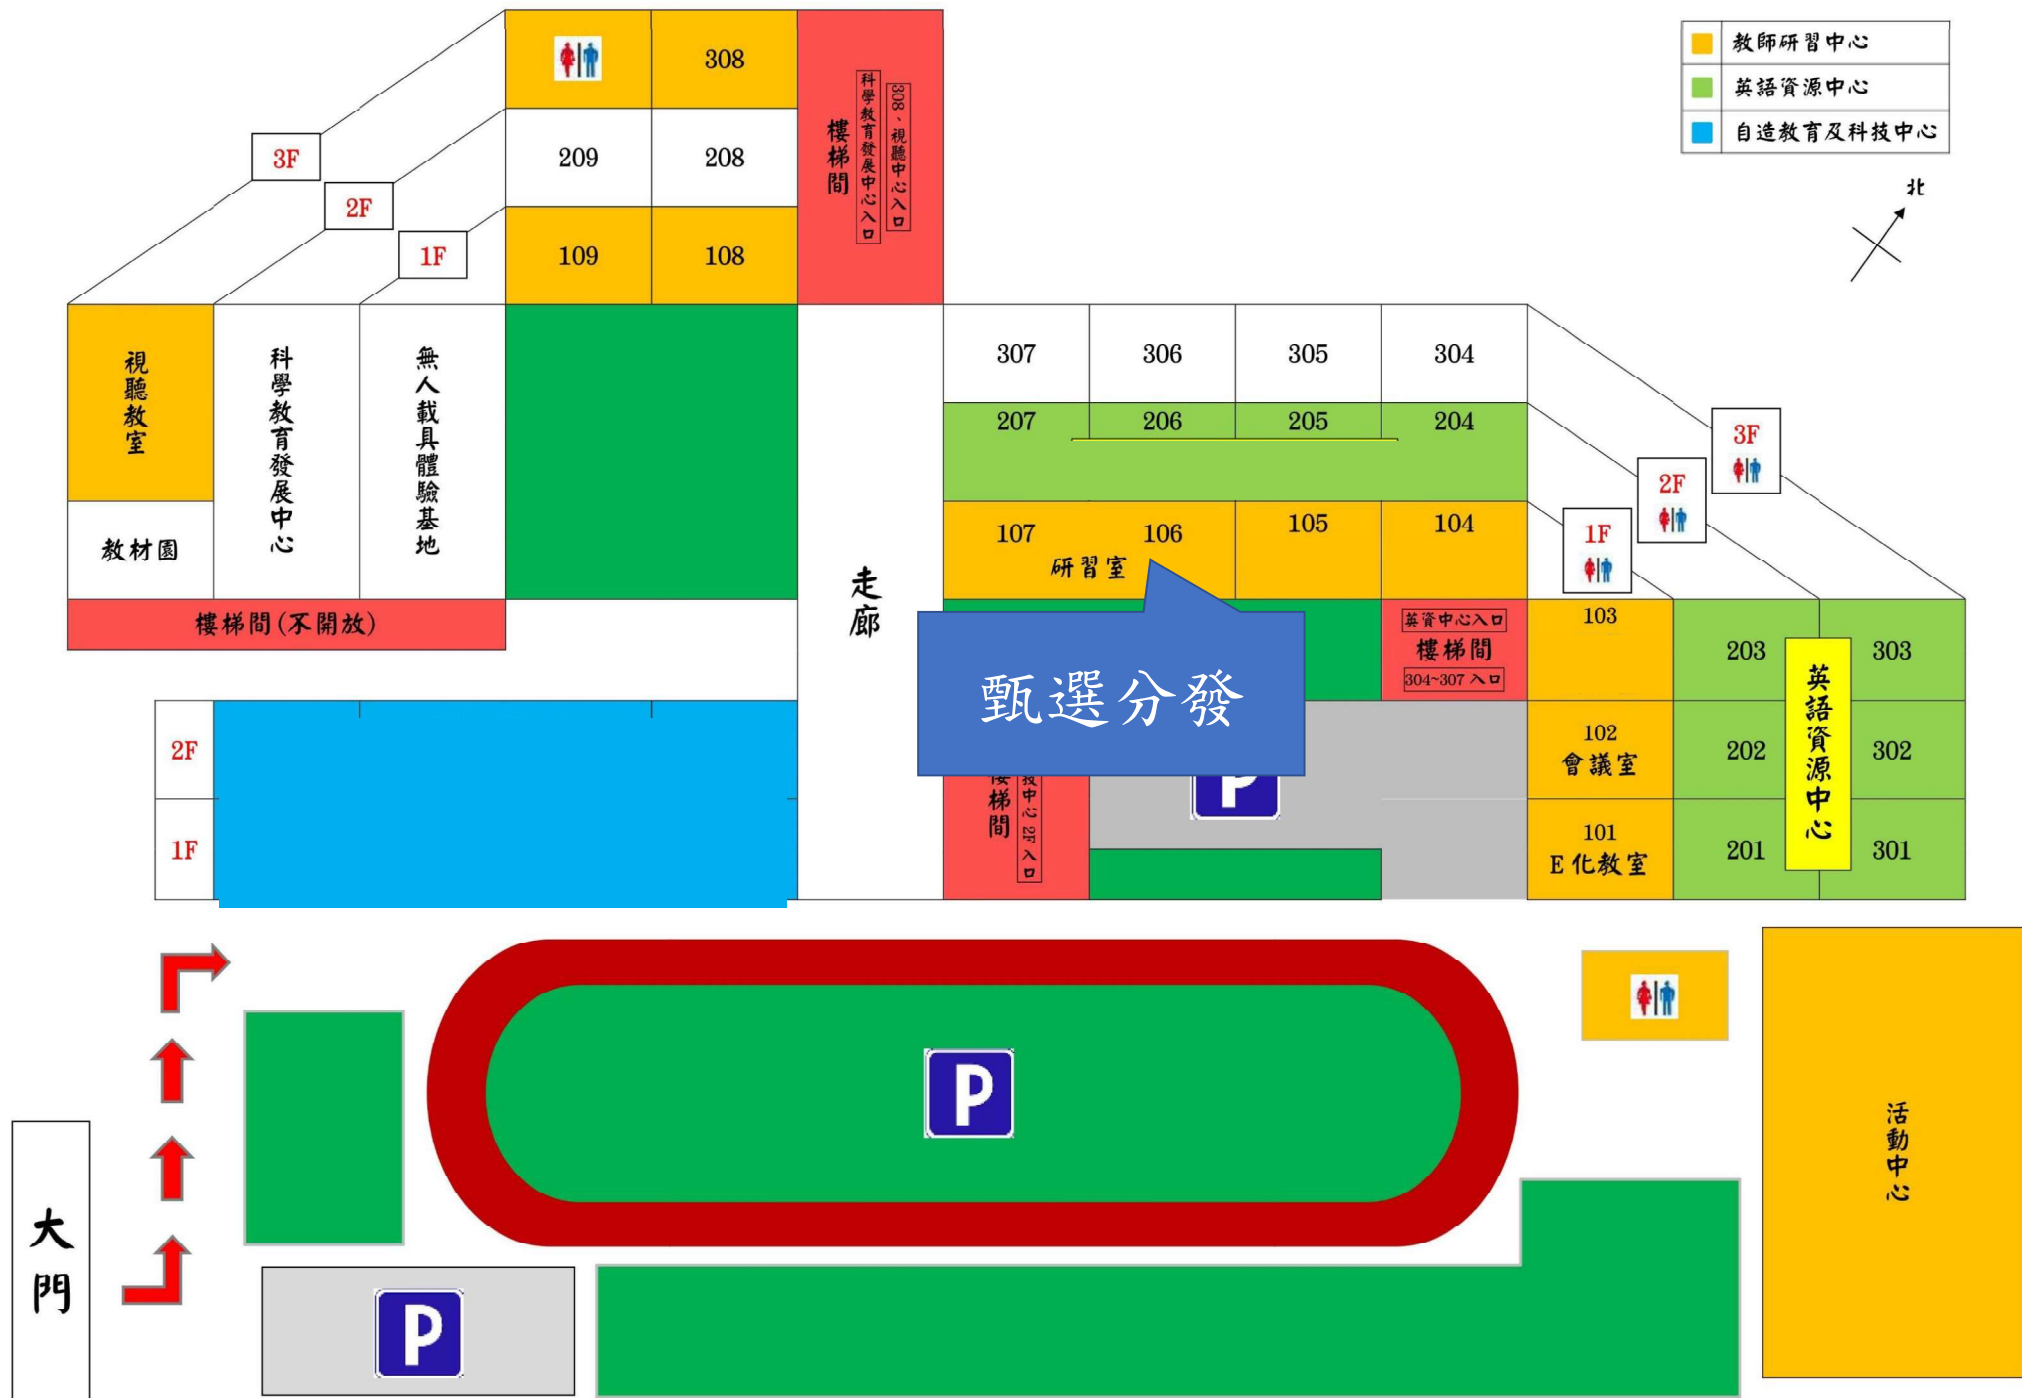 教師研習中心
英語資源中心
自造教育及科技中心
北
308
樓梯間
科學教育發展中心入口
308、視聽中心入口
3F
209
208
2F
1F
109
108
視聽教室
教材園
科學教育發展中心
無人載具體驗基地
樓梯間(不開放)
走廊
307
306
305
304
207
206
205
204
107
106
105
104
研習室
3F
2F
1F
甄選分發
英資中心入口
樓梯間
304~307 入口
103
203
303
102
會議室
202
302
101
E化教室
201
301
英語資源中心
2F
1F
梯間
技中心 2F 入口
P
P
P
大門
活動中心